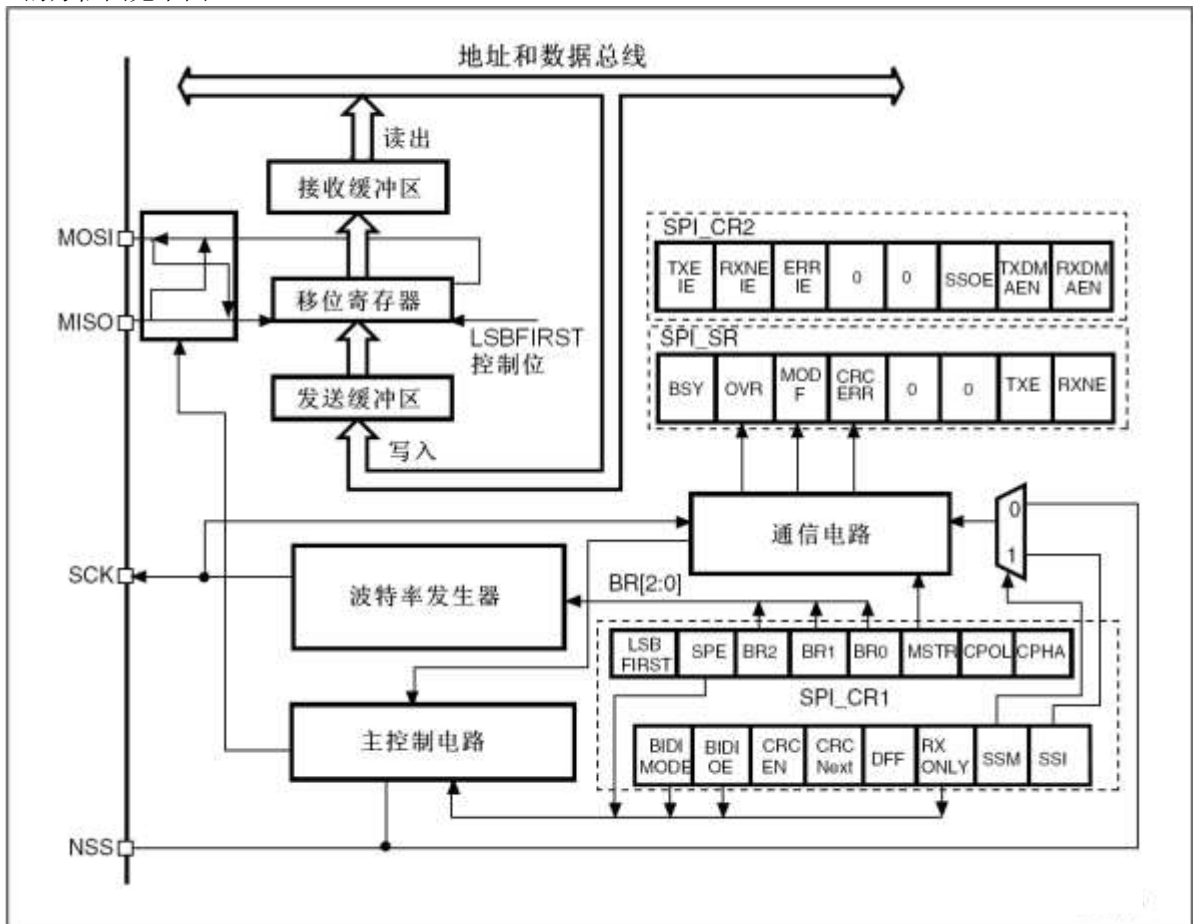 地址和数据总线
读出
接收缓冲区
MOSI
移位寄存器
MISO
LSBFIRST
控制位
发送缓冲区
写入
SPI_CR2
TXE RXNE ERR 0 0 SSOE TXDM RXDM
IE IE IE AEN AEN
SPI_SR
BSY OVR MOD CRC 0 0 TXE RXNE
F ERR
通信电路
0
1
SCK
波特率发生器
BR[2:0]
LSB SPE BR2 BR1 BR0 MSTR CPOL CPHA
FIRST
SPI_CR1
主控制电路
BIDI BIDI CRC CRC DFF RX SSM SSI
MODE OE EN Next ONLY
NSS